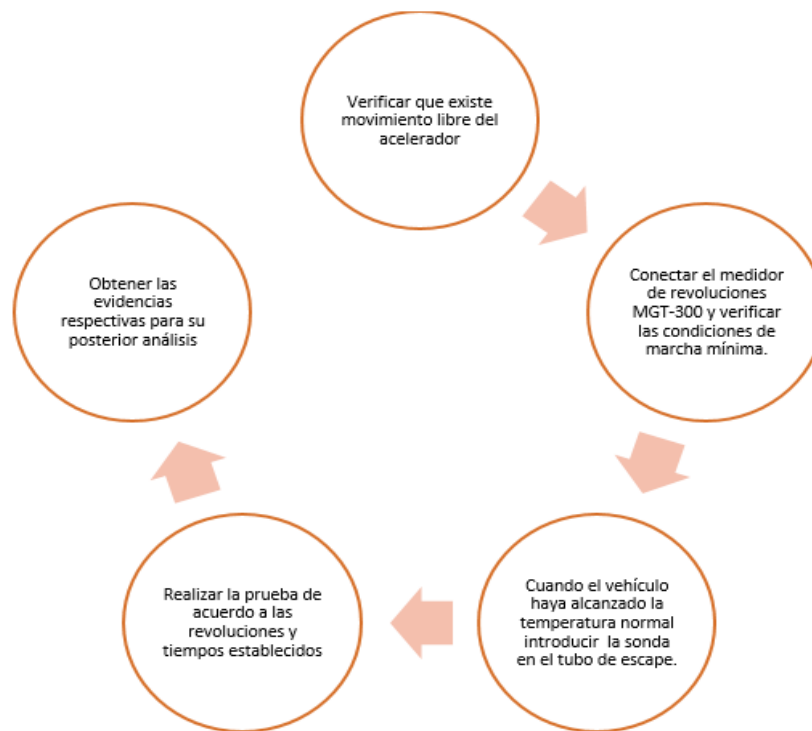 Verificar que existe
movimiento libre del
acelerador
Conectar el medidor
de revoluciones
MGT-300 y verificar
las condiciones de
marcha mínima.
Cuando el vehículo
haya alcanzado la
temperatura normal
introducir la sonda
en el tubo de escape.
Realizar la prueba de
acuerdo a las
revoluciones y
tiempos establecidos
Obtener las
evidencias
respectivas para su
posterior análisis